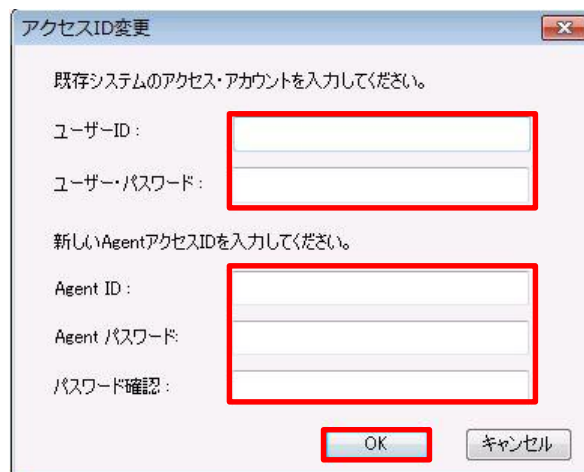 アクセスID変更
既存システムのアクセス・アカウントを入力してください。
ユーザーID :
ユーザー・パスワード :
新しいAgentアクセスIDを入力してください。
Agent ID :
Agent パスワード:
パスワード確認 :
OK キャンセル